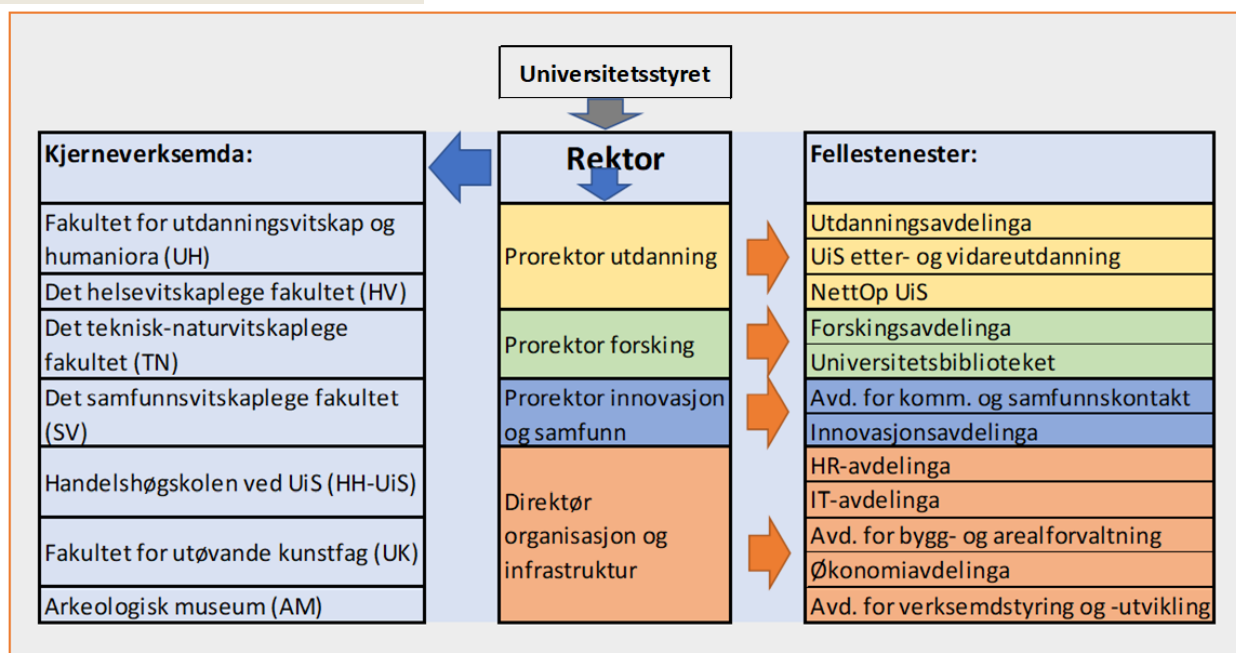 Universitetsstyret
Kjerneverksemda:
Fakultet for utdanningsvitskap og
humaniora (UH)
Det helsevitskaplege fakultet (HV)
Det teknisk-naturvitskaplege
fakultet (TN)
Det samfunnsvitskaplege fakultet
(SV)
Handelshøgskolen ved UiS (HH-UiS)
Fakultet for utøvande kunstfag (UK)
Arkeologisk museum (AM)
Rektor
Prorektor utdanning
Prorektor forsking
Prorektor innovasjon
og samfunn
Direktør
organisasjon og
infrastruktur
Fellestenester:
Utdanningsavdelinga
UiS etter- og vidareutdanning
NettOp UiS
Forskingsavdelinga
Universitetsbiblioteket
Avd. for komm. og samfunnskontakt
Innovasjonsavdelinga
HR-avdelinga
IT-avdelinga
Avd. for bygg- og arealforvaltning
Økonomiavdelinga
Avd. for verksemdstyring og -utvikling